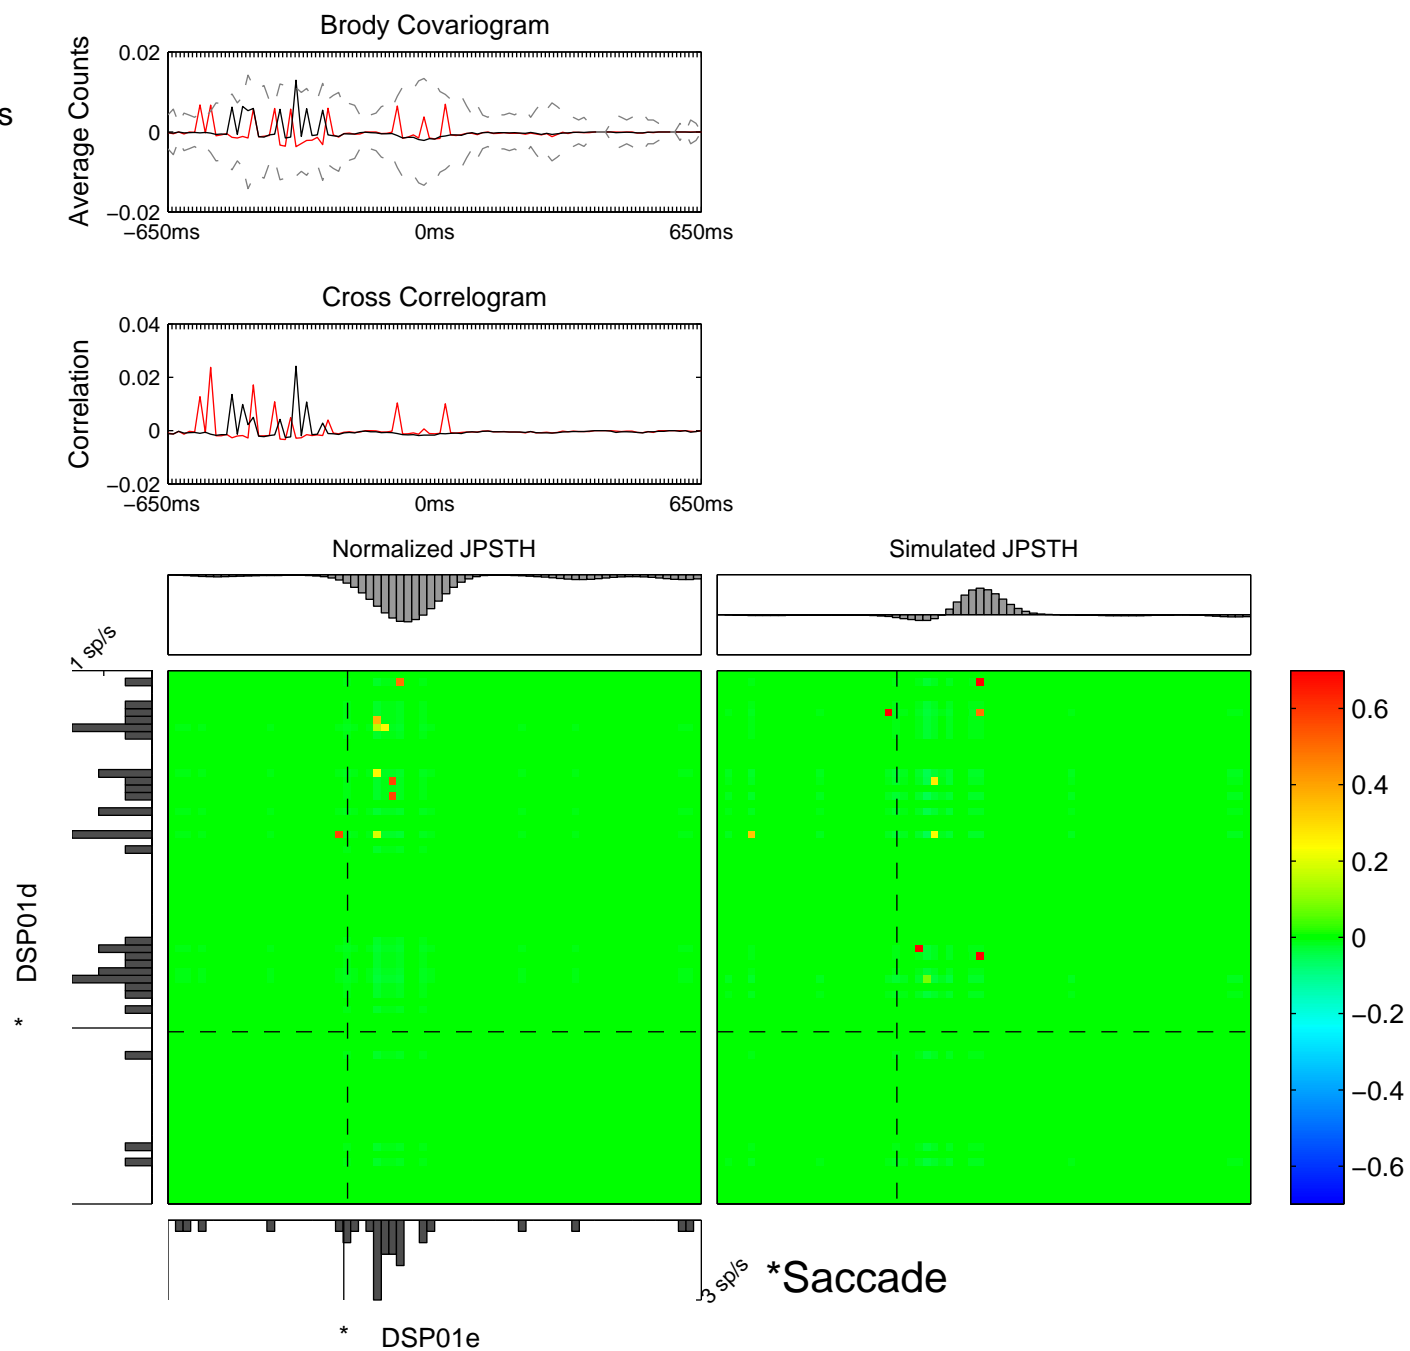 Brody Covariogram
s
Average Counts
0.02
0
−0.02
−650ms
0ms
650ms
Cross Correlogram
Correlation
0.04
0.02
0
−0.02
−650ms
0ms
650ms
Normalized JPSTH
Simulated JPSTH
1 sp/s
* DSP01d
0.6
0.4
0.2
0
−0.2
−0.4
−0.6
3 sp/s
*Saccade
* DSP01e